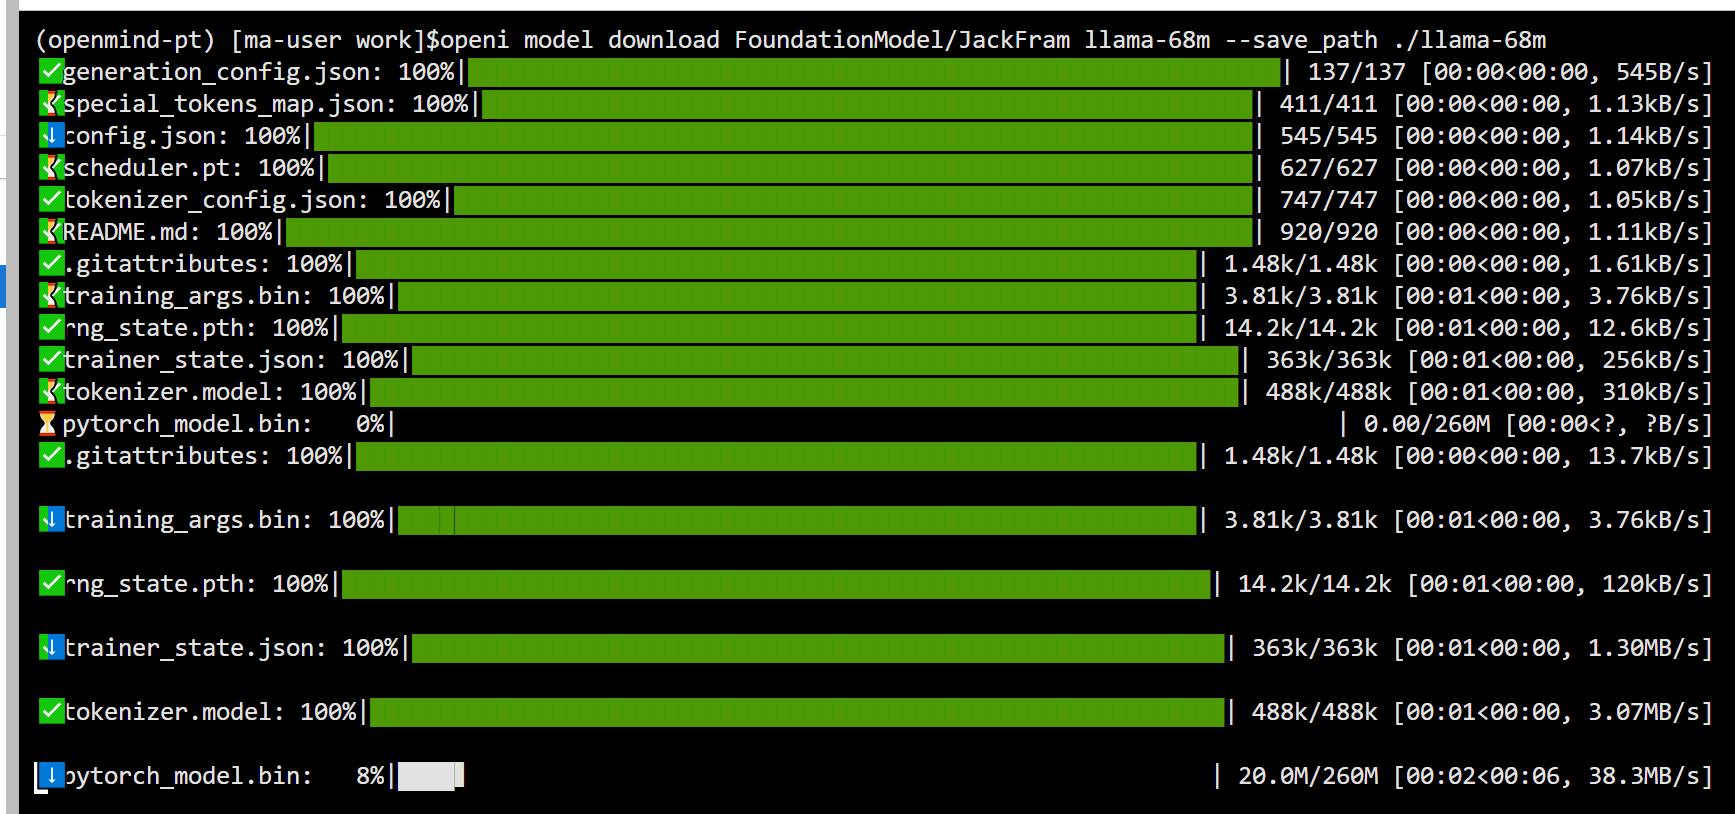 (openmind-pt) [ma-user work]$openi model download FoundationModel/JackFram llama-68m --save_path ./llama-68m
✅generation_config.json: 100%| | 137/137 [00:00<00:00, 545B/s]
special_tokens_map.json: 100%| | 411/411 [00:00<00:00, 1.13kB/s]
config.json: 100%| | 545/545 [00:00<00:00, 1.14kB/s]
scheduler.pt: 100%| | 627/627 [00:00<00:00, 1.07kB/s]
✅tokenizer_config.json: 100%| | 747/747 [00:00<00:00, 1.05kB/s]
README.md: 100%| | 920/920 [00:00<00:00, 1.11kB/s]
✅.gitattributes: 100%| | 1.48k/1.48k [00:00<00:00, 1.61kB/s]
training_args.bin: 100%| | 3.81k/3.81k [00:01<00:00, 3.76kB/s]
✅rng_state.pth: 100%| | 14.2k/14.2k [00:01<00:00, 12.6kB/s]
✅trainer_state.json: 100%| | 363k/363k [00:01<00:00, 256kB/s]
tokenizer.model: 100%| | 488k/488k [00:01<00:00, 310kB/s]
⏳pytorch_model.bin: 0%| | 0.00/260M [00:00<?, ?B/s]
✅.gitattributes: 100%| | 1.48k/1.48k [00:00<00:00, 13.7kB/s]
training_args.bin: 100%| | 3.81k/3.81k [00:01<00:00, 3.76kB/s]
✅rng_state.pth: 100%| | 14.2k/14.2k [00:01<00:00, 120kB/s]
trainer_state.json: 100%| | 363k/363k [00:01<00:00, 1.30MB/s]
✅tokenizer.model: 100%| | 488k/488k [00:01<00:00, 3.07MB/s]
pytorch_model.bin: 8%| | 20.0M/260M [00:02<00:06, 38.3MB/s]